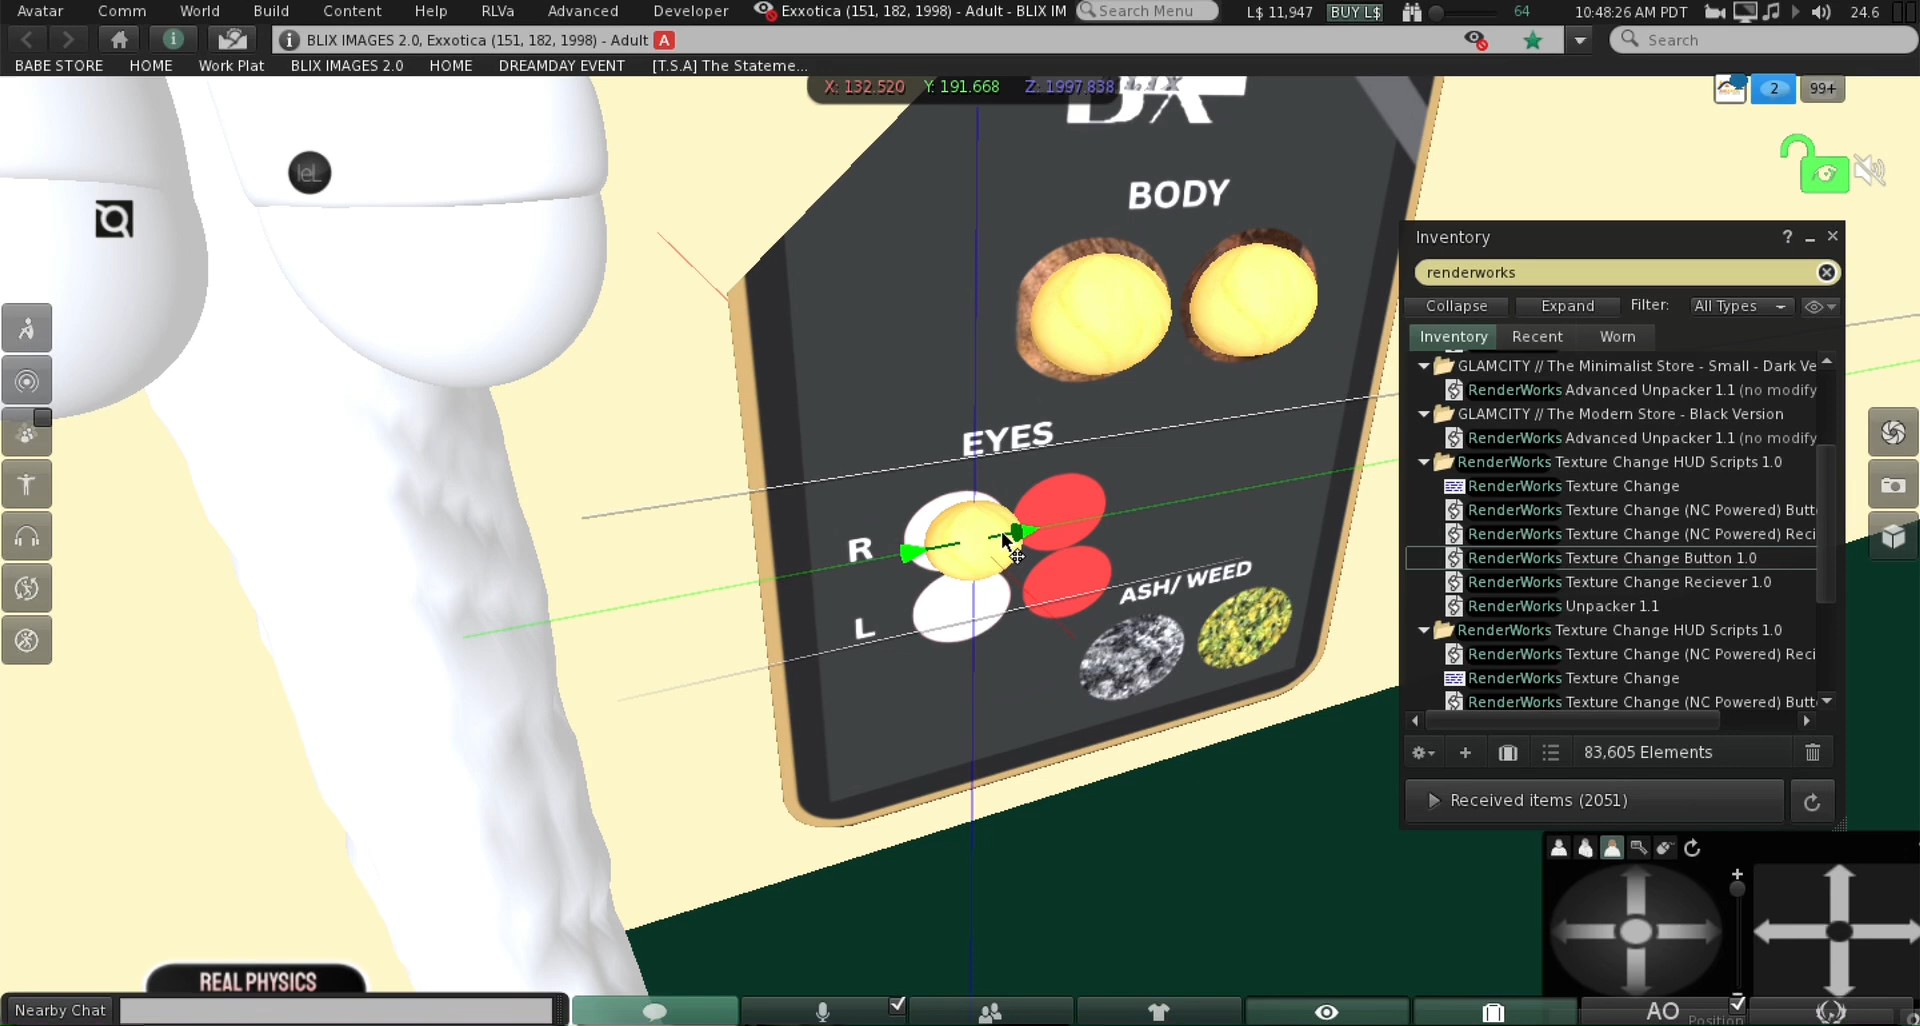 Avatar Comm World Build Content Help RLVa Advanced Developer Exxotica (151, 182, 1998) - Adult - BLIX IM Search Menu L$ 11,947 BUY L$ 64 10:48:26 AM PDT 24.6
BLIX IMAGES 2.0, Exxotica (151, 182, 1998) - Adult A Search
BABE STORE HOME Work Plat BLIX IMAGES 2.0 HOME DREAMDAY EVENT [T.S.A] The Stateme...
X: 132.520 Y: 191.668 Z: 1997.838
2 99+
leL
BODY
EYES
R
L
ASH/ WEED
Inventory ?
renderworks
Collapse Expand Filter: All Types
Inventory Recent Worn
GLAMCITY // The Minimalist Store - Small - Dark Ve
RenderWorks Advanced Unpacker 1.1 (no modify
GLAMCITY // The Modern Store - Black Version
RenderWorks Advanced Unpacker 1.1 (no modify
RenderWorks Texture Change HUD Scripts 1.0
RenderWorks Texture Change
RenderWorks Texture Change (NC Powered) Butt
RenderWorks Texture Change (NC Powered) Reci
RenderWorks Texture Change Button 1.0
RenderWorks Texture Change Reciever 1.0
RenderWorks Unpacker 1.1
RenderWorks Texture Change HUD Scripts 1.0
RenderWorks Texture Change (NC Powered) Reci
RenderWorks Texture Change
RenderWorks Texture Change (NC Powered) Butt
83,605 Elements
Received items (2051)
REAL PHYSICS
Nearby Chat
AO
Position